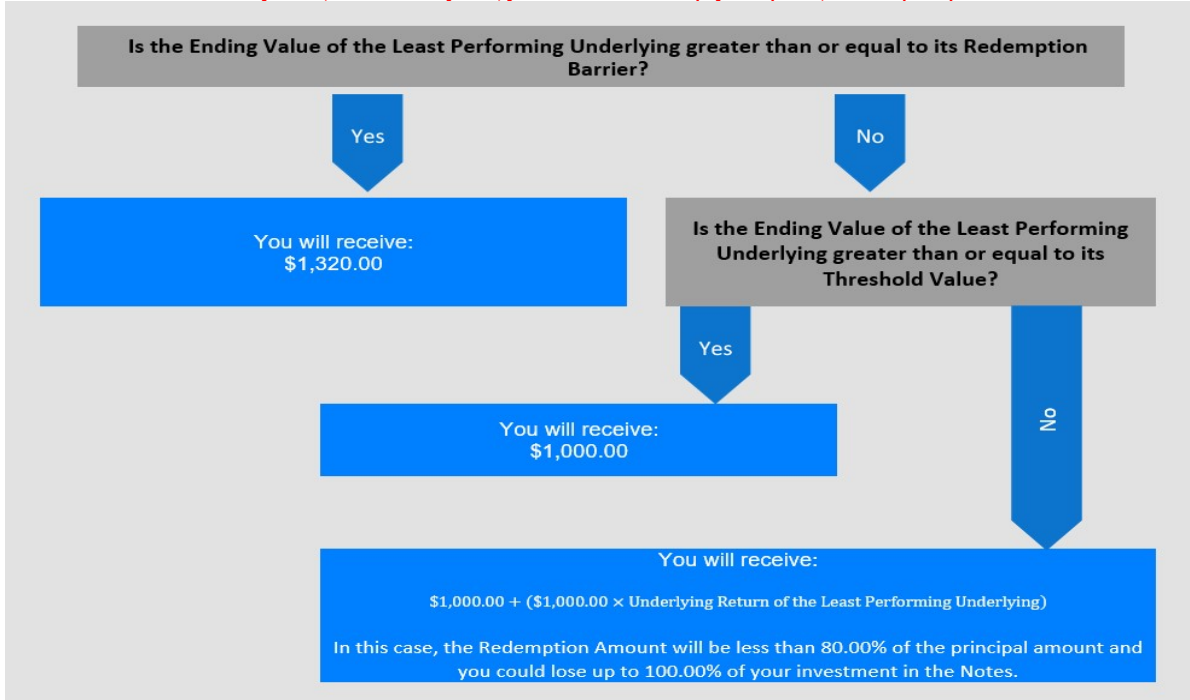 Is the Ending Value of the Least Performing Underlying greater than or equal to its Redemption
Barrier?
Yes
No
You will receive:
$1,320.00
Is the Ending Value of the Least Performing
Underlying greater than or equal to its
Threshold Value?
Yes
No
You will receive:
$1,000.00
You will receive:
$1,000.00 + ($1,000.00 × Underlying Return of the Least Performing Underlying)
In this case, the Redemption Amount will be less than 80.00% of the principal amount and
you could lose up to 100.00% of your investment in the Notes.